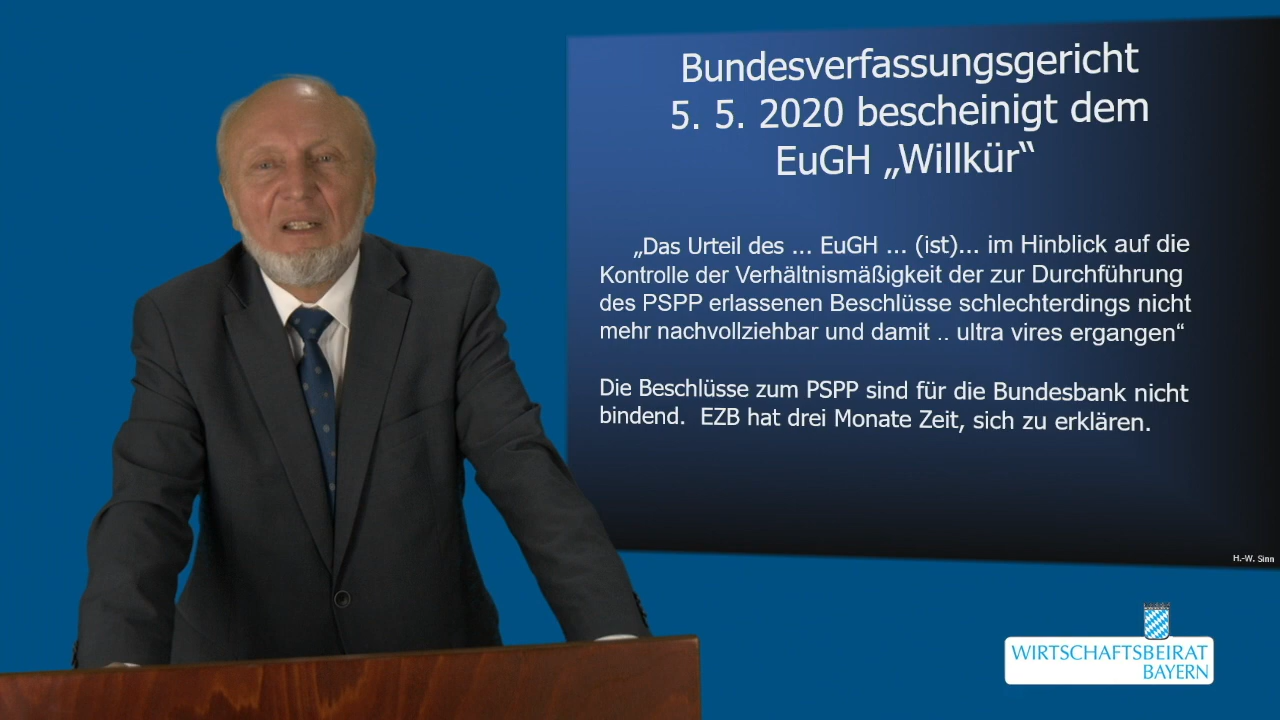 Bundesverfassungsgericht
5. 5. 2020 bescheinigt dem
EuGH „Willkür“
„Das Urteil des ... EuGH ... (ist)... im Hinblick auf die
Kontrolle der Verhältnismäßigkeit der zur Durchführung
des PSPP erlassenen Beschlüsse schlechterdings nicht
mehr nachvollziehbar und damit .. ultra vires ergangen“
Die Beschlüsse zum PSPP sind für die Bundesbank nicht
bindend.  EZB hat drei Monate Zeit, sich zu erklären.
H.-W. Sinn
WIRTSCHAFTSBEIRAT
BAYERN